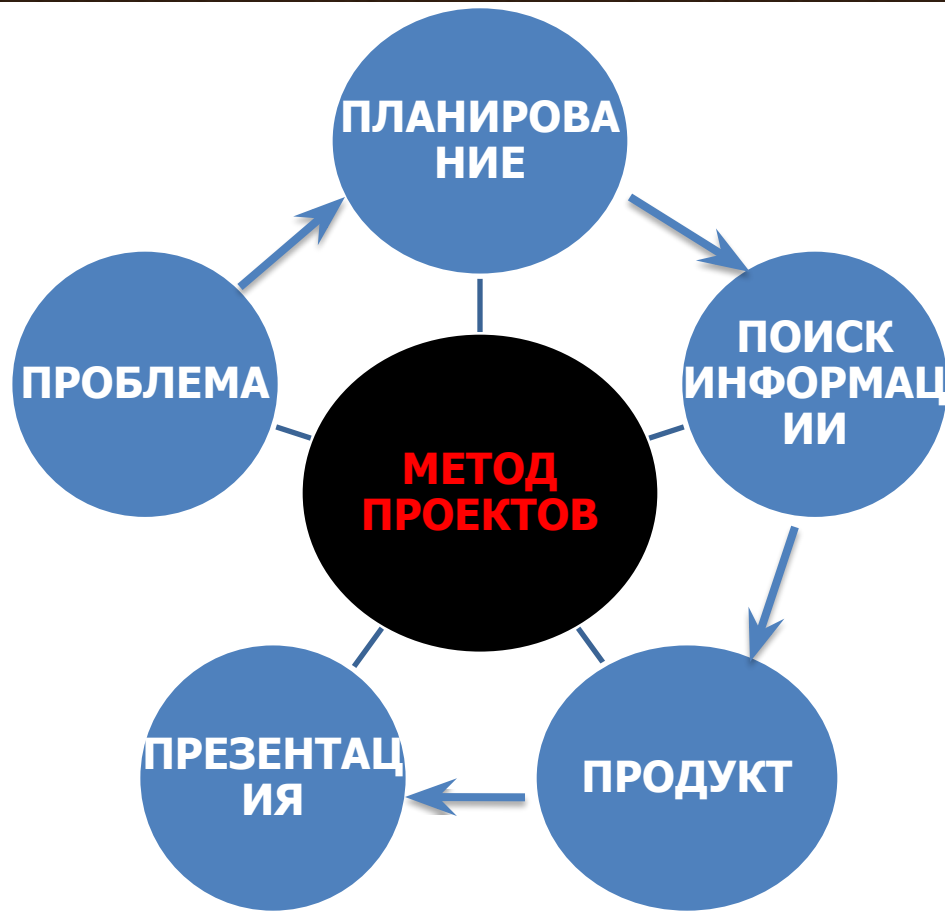 ПЛАНИРОВА
НИЕ
ПРОБЛЕМА
ПОИСК
ИНФОРМАЦ
ИИ
МЕТОД
ПРОЕКТОВ
ПРЕЗЕНТАЦ
ИЯ
ПРОДУКТ